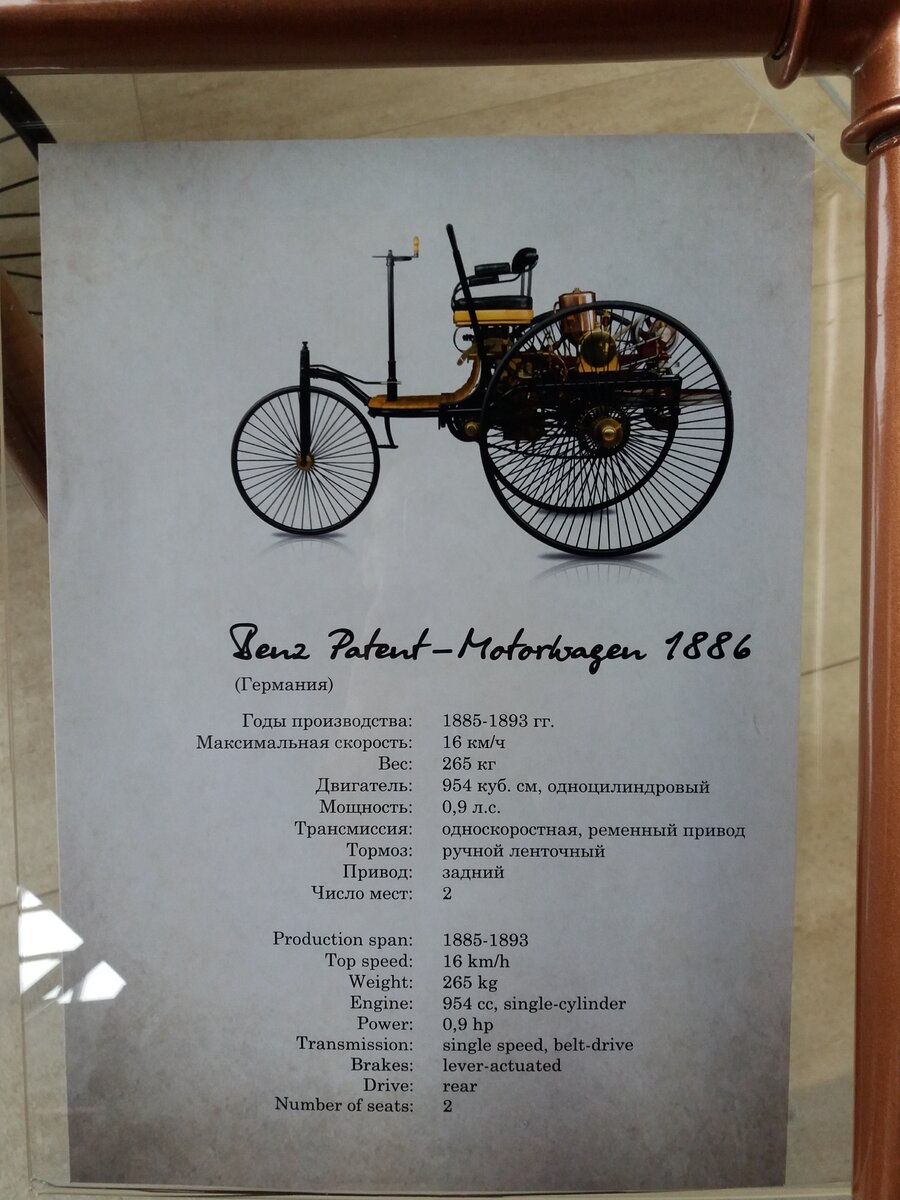 Benz Patent-Motorwagen 1886
(Германия)
Годы производства: 1885-1893 гг.
Максимальная скорость: 16 км/ч
Вес: 265 кг
Двигатель: 954 куб. см, одноцилиндровый
Мощность: 0,9 л.с.
Трансмиссия: односкоростная, ременный привод
Тормоз: ручной ленточный
Привод: задний
Число мест: 2
Production span: 1885-1893
Top speed: 16 km/h
Weight: 265 kg
Engine: 954 cc, single-cylinder
Power: 0,9 hp
Transmission: single speed, belt-drive
Brakes: lever-actuated
Drive: rear
Number of seats: 2